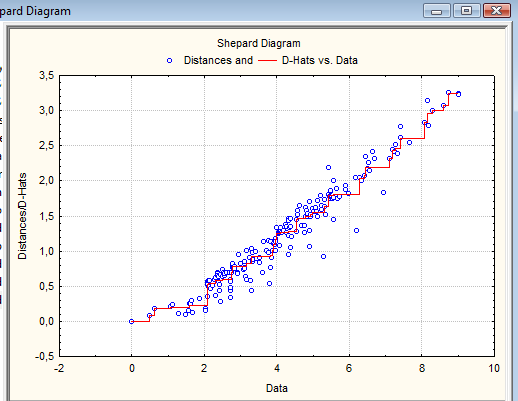 pard Diagram
Shepard Diagram
Distances and D-Hats vs. Data
3,5
3,0
2,5
2,0
1,5
1,0
0,5
0,0
-0,5
Distances/D-Hats
-2 0 2 4 6 8 10
Data